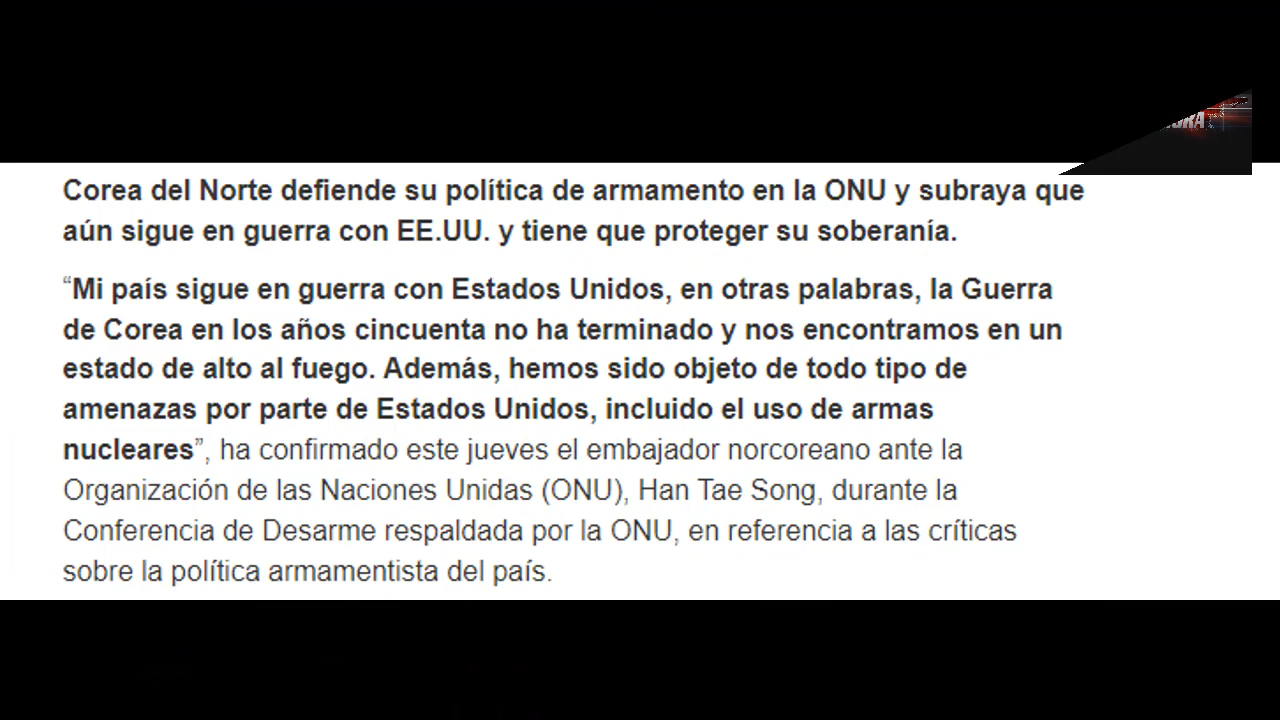 Corea del Norte defiende su política de armamento en la ONU y subraya que
aún sigue en guerra con EE.UU. y tiene que proteger su soberanía.
“Mi país sigue en guerra con Estados Unidos, en otras palabras, la Guerra
de Corea en los años cincuenta no ha terminado y nos encontramos en un
estado de alto al fuego. Además, hemos sido objeto de todo tipo de
amenazas por parte de Estados Unidos, incluido el uso de armas
nucleares”, ha confirmado este jueves el embajador norcoreano ante la
Organización de las Naciones Unidas (ONU), Han Tae Song, durante la
Conferencia de Desarme respaldada por la ONU, en referencia a las críticas
sobre la política armamentista del país.